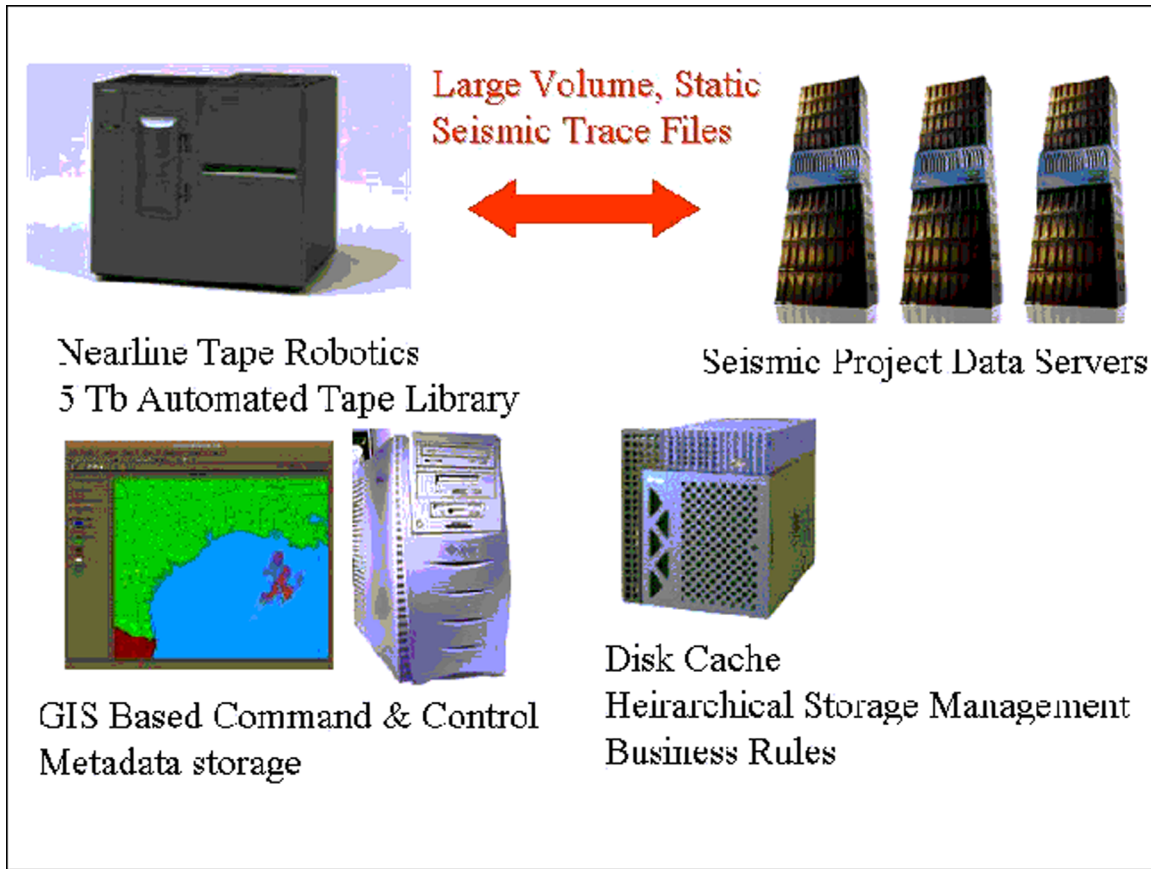 Large Volume, Static
Seismic Trace Files
Nearline Tape Robotics
5 Tb Automated Tape Library
Seismic Project Data Servers
GIS Based Command & Control
Metadata storage
Disk Cache
Heirarchical Storage Management
Business Rules